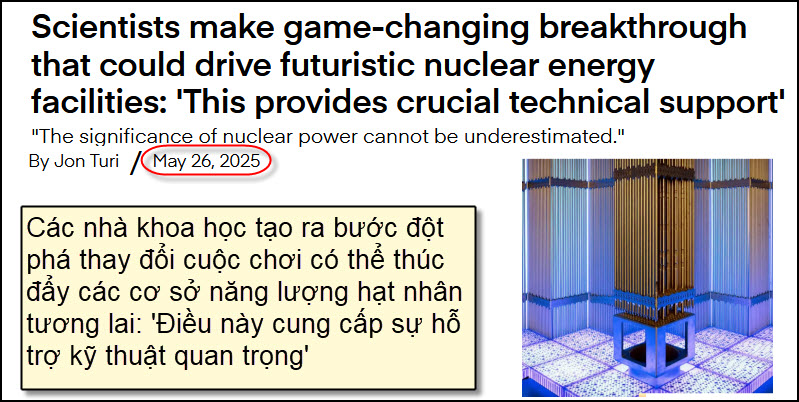 Scientists make game-changing breakthrough
that could drive futuristic nuclear energy
facilities: 'This provides crucial technical support'
"The significance of nuclear power cannot be underestimated."
By Jon Turi / May 26, 2025
Các nhà khoa học tạo ra bước đột
phá thay đổi cuộc chơi có thể thúc
đẩy các cơ sở năng lượng hạt nhân
tương lai: 'Điều này cung cấp sự hỗ
trợ kỹ thuật quan trọng'